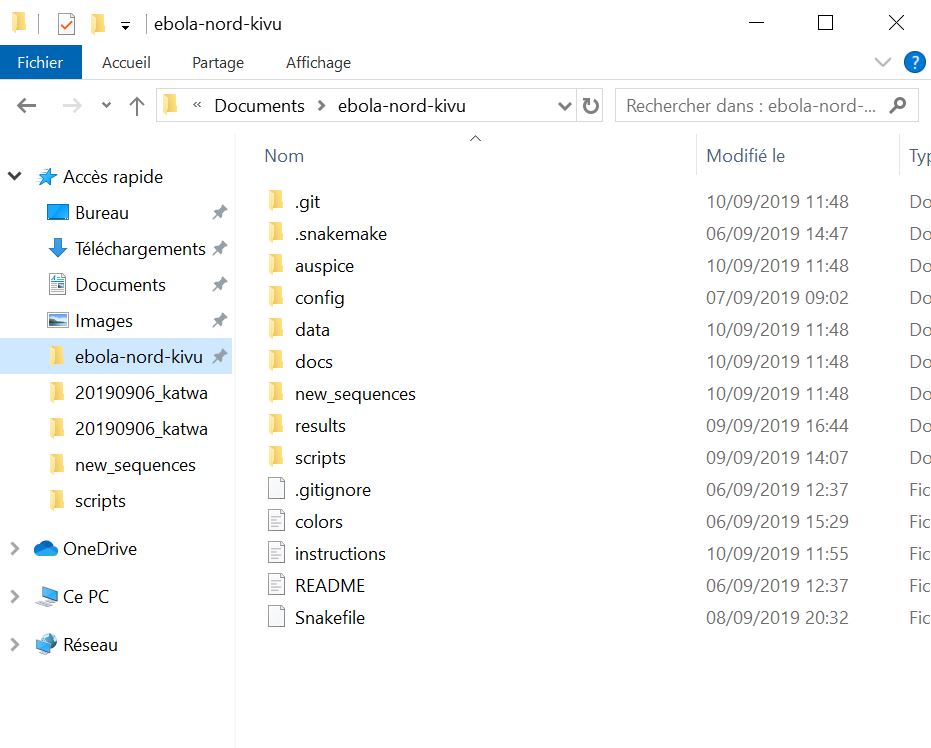 ebola-nord-kivu
Fichier Accueil Partage Affichage ?
« Documents > ebola-nord-kivu Rechercher dans : ebola-nord-...
Nom Modifié le Typ
Accès rapide
Bureau
Téléchargements
Documents
Images
ebola-nord-kivu
20190906_katwa
20190906_katwa
new_sequences
scripts
OneDrive
Ce PC
Réseau
.git 10/09/2019 11:48 Do
.snakemake 06/09/2019 14:47 Do
auspice 10/09/2019 11:48 Do
config 07/09/2019 09:02 Do
data 10/09/2019 11:48 Do
docs 10/09/2019 11:48 Do
new_sequences 10/09/2019 11:48 Do
results 09/09/2019 16:44 Do
scripts 09/09/2019 14:07 Do
.gitignore 06/09/2019 12:37 Fic
colors 06/09/2019 15:29 Fic
instructions 10/09/2019 11:55 Fic
README 06/09/2019 12:37 Fic
Snakefile 08/09/2019 20:32 Fic